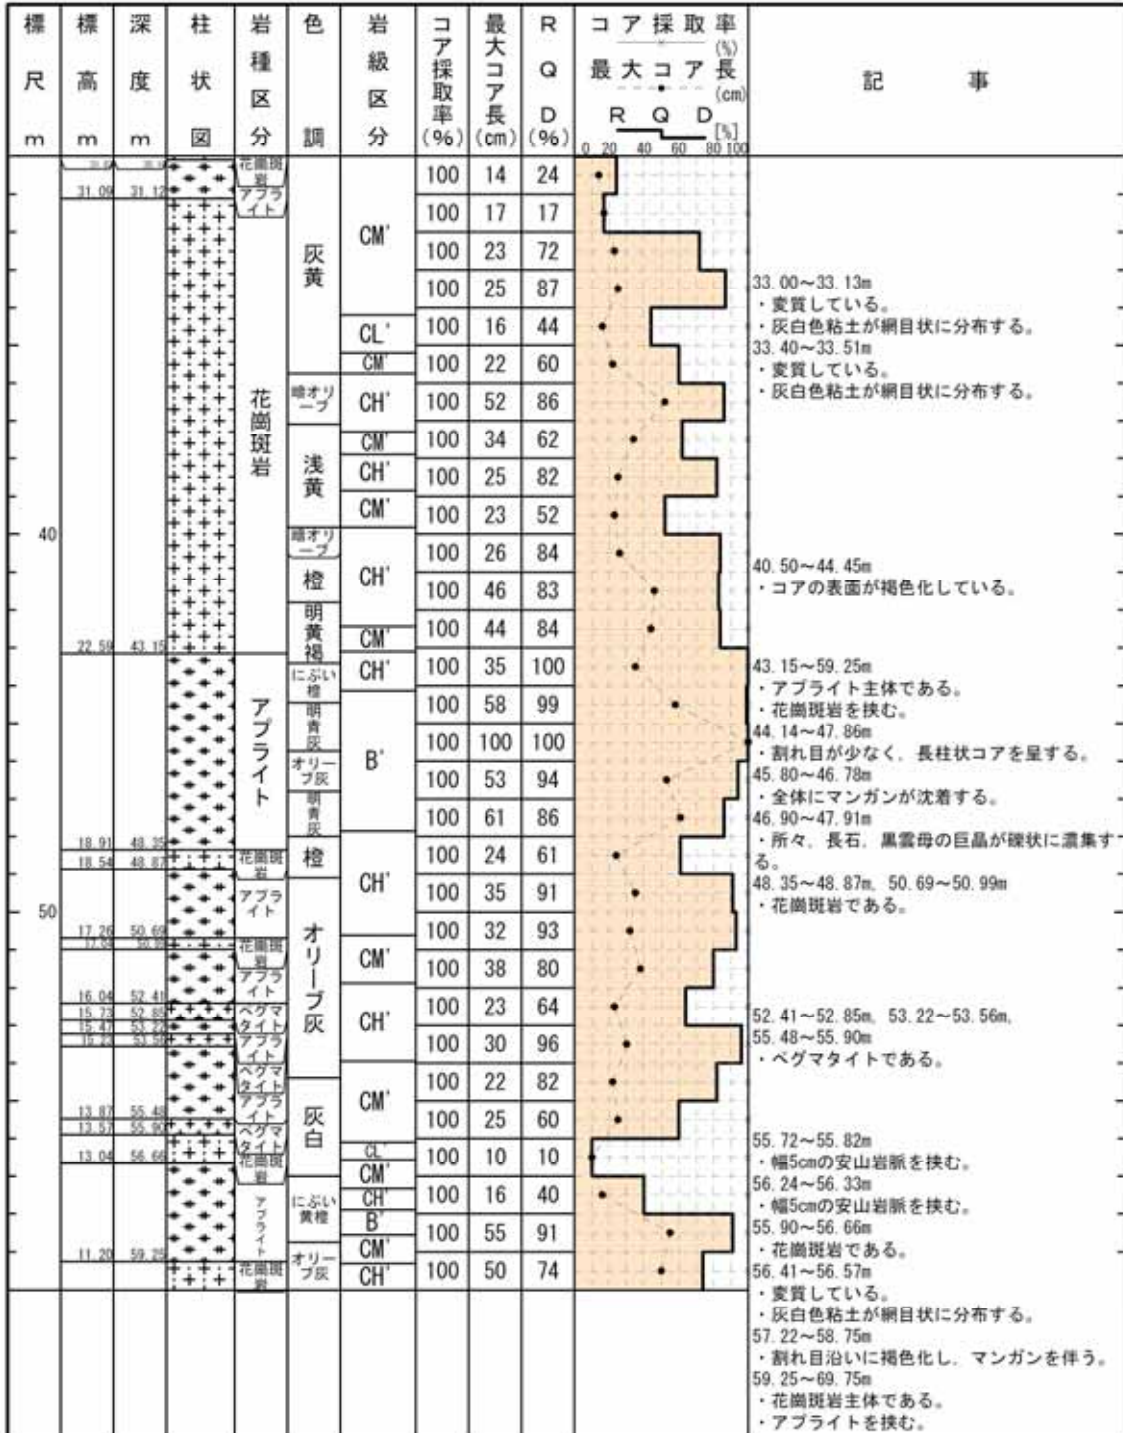 標尺m
標高m
深度m
柱状図
岩種区分
色調
岩級区分
コア採取率(%)
最大コア長(cm)
RQD(%)
コア採取率(%)
最大コア長(cm)
RQD[%]
0 20 40 60 80 100
記事
40
50
31.09 31.12
22.59 43.15
18.91 48.35
18.54 48.87
17.26 50.69
16.04 52.41
15.73 52.85
15.47 53.22
15.23 53.56
13.87 55.48
13.57 55.90
13.04 56.66
11.20 59.25
花崗斑岩
アプライト
花崗斑岩
アプライト
花崗斑岩
アプライト
花崗斑岩
アプライト
ペグマタイト
アプライト
ペグマタイト
アプライト
ペグマタイト
花崗斑岩
アプライト
花崗斑岩
灰黄
暗オリーブ
浅黄
暗オリーブ
橙
明黄褐
にぶい橙
明青灰
オリーブ灰
明青灰
橙
オリーブ灰
灰白
にぶい黄橙
オリーブ灰
CM'
CL'
CM'
CH'
CM'
CH'
CM'
CH'
CM'
CH'
B'
CH'
CM'
CH'
CM'
CL'
CM'
CH'
B'
CM'
CH'
100 14 24
100 17 17
100 23 72
100 25 87
100 16 44
100 22 60
100 52 86
100 34 62
100 25 82
100 23 52
100 26 84
100 46 83
100 44 84
100 35 100
100 58 99
100 100 100
100 53 94
100 61 86
100 24 61
100 35 91
100 32 93
100 38 80
100 23 64
100 30 96
100 22 82
100 25 60
100 10 10
100 16 40
100 55 91
100 50 74
33.00～33.13m
・変質している。
・灰白色粘土が網目状に分布する。
33.40～33.51m
・変質している。
・灰白色粘土が網目状に分布する。
40.50～44.45m
・コアの表面が褐色化している。
43.15～59.25m
・アプライト主体である。
・花崗斑岩を挟む。
44.14～47.86m
・割れ目が少なく，長柱状コアを呈する。
45.80～46.78m
・全体にマンガンが沈着する。
46.90～47.91m
・所々，長石，黒雲母の巨晶が礫状に濃集す
る。
48.35～48.87m，50.69～50.99m
・花崗斑岩である。
52.41～52.85m，53.22～53.56m，
55.48～55.90m
・ペグマタイトである。
55.72～55.82m
・幅5cmの安山岩脈を挟む。
56.24～56.33m
・幅5cmの安山岩脈を挟む。
55.90～56.66m
・花崗斑岩である。
56.41～56.57m
・変質している。
・灰白色粘土が網目状に分布する。
57.22～58.75m
・割れ目沿いに褐色化し，マンガンを伴う。
59.25～69.75m
・花崗斑岩主体である。
・アプライトを挟む。